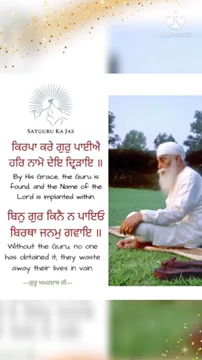 SATGURU KA JAS
ਕਿਰਪਾ ਕਰੇ ਗੁਰੁ ਪਾਈਐ
ਹਰਿ ਨਾਮੋ ਦੇਇ ਦ੍ਰਿੜਾਇ ॥
By His Grace, the Guru is
found, and the Name of the
Lord is implanted within.
ਬਿਨੁ ਗੁਰ ਕਿਨੈ ਨ ਪਾਇਓ
ਬਿਰਥਾ ਜਨਮੁ ਗਵਾਇ ॥
Without the Guru, no one
has obtained it; they waste
away their lives in vain.
—ਗੁਰੂ ਅਮਰਦਾਸ ਜੀ—